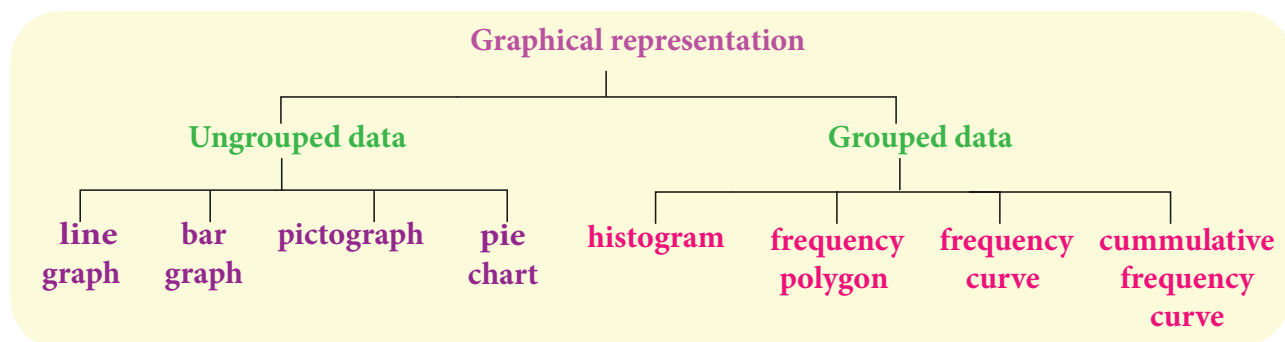 Graphical representation
Ungrouped data
Grouped data
line
graph
bar
graph
pictograph
pie
chart
histogram
frequency
polygon
frequency
curve
cummulative
frequency
curve